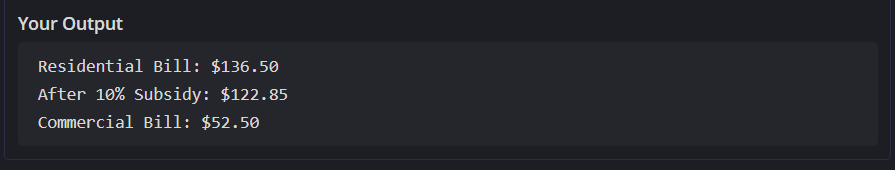 Your Output
Residential Bill: $136.50
After 10% Subsidy: $122.85
Commercial Bill: $52.50